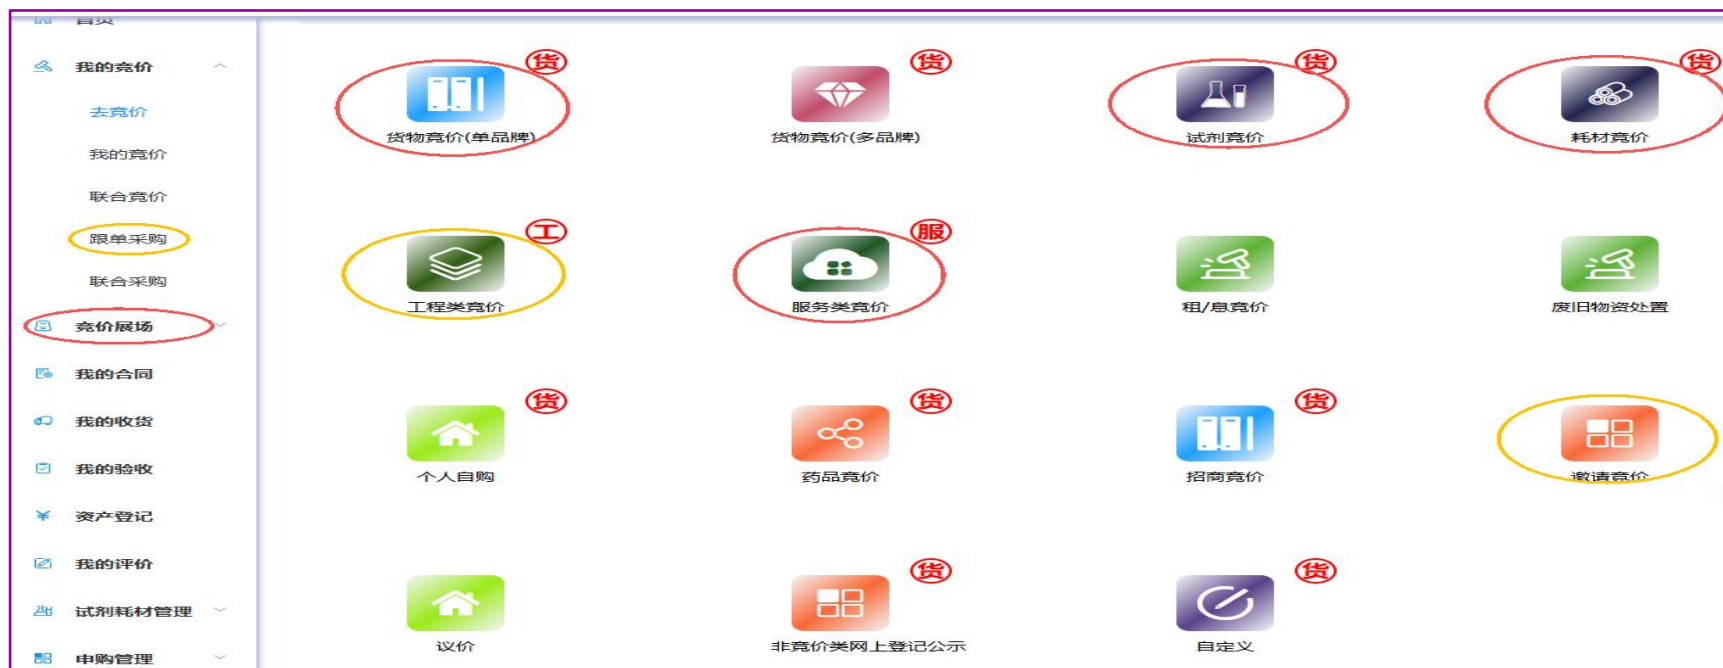 首页
我的竞价
去竞价
我的竞价
联合竞价
跟单采购
联合采购
竞价展场
我的合同
我的收货
我的验收
资产登记
我的评价
试剂耗材管理
申购管理
货 货 货 货
货物竞价(单品牌) 货物竞价(多品牌) 试剂竞价 耗材竞价
工 服
工程类竞价 服务类竞价 租/息竞价 废旧物资处置
货 货 货
个人自购 药品竞价 招商竞价 邀请竞价
货 货
议价 非竞价类网上登记公示 自定义